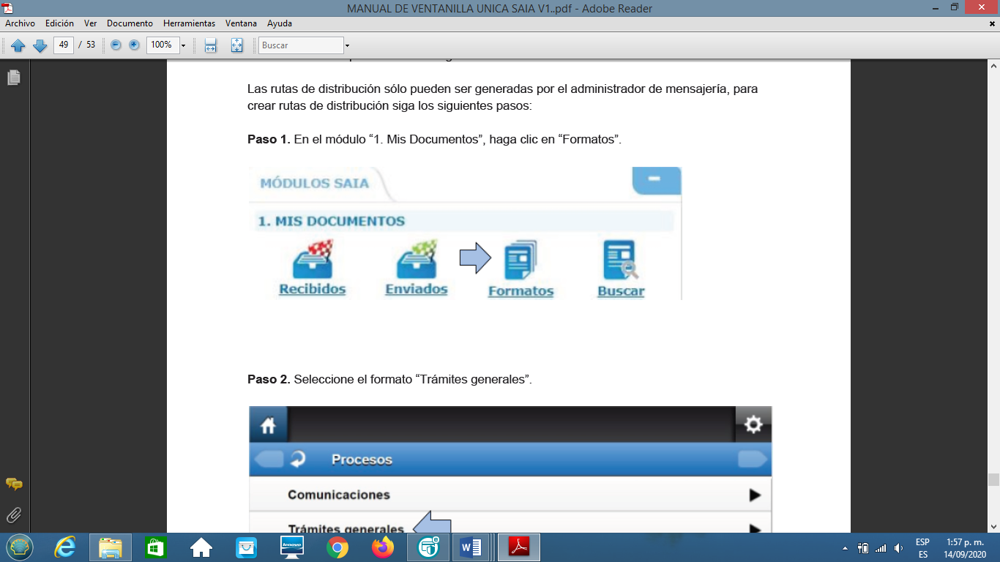 MANUAL DE VENTANILLA UNICA SAIA V1..pdf - Adobe Reader
Archivo Edición Ver Documento Herramientas Ventana Ayuda
49 / 53 100% Buscar
Las rutas de distribución sólo pueden ser generadas por el administrador de mensajería, para
crear rutas de distribución siga los siguientes pasos:
Paso 1. En el módulo “1. Mis Documentos”, haga clic en “Formatos”.
MÓDULOS SAIA
1. MIS DOCUMENTOS
Recibidos Enviados Formatos Buscar
Paso 2. Seleccione el formato “Trámites generales”.
Procesos
Comunicaciones
Trámites generales
ESP 1:57 p. m.
ES 14/09/2020